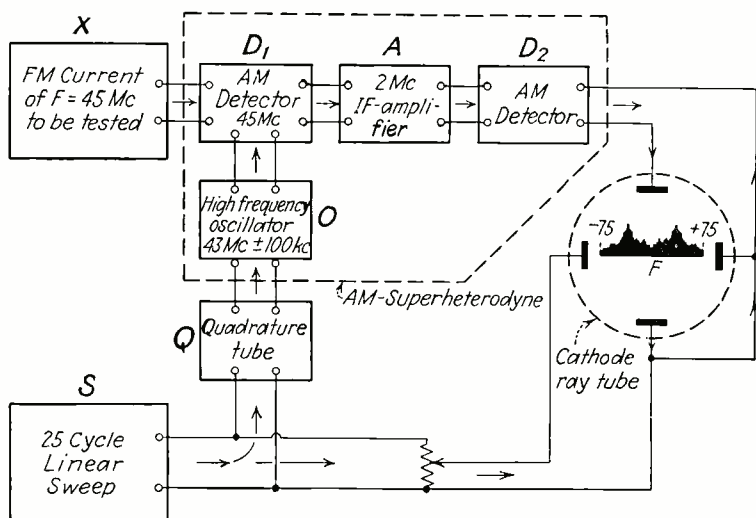 X
FM Current
of F = 45 Mc
to be tested
D₁
AM
Detector
45Mc
A
2 Mc
IF-ampli-
fier
D₂
AM
Detector
High frequency
oscillator
43 Mc ± 100 kc
O
AM-Superheterodyne
-75
+75
F
Cathode
ray tube
Q
Quadrature
tube
S
25 Cycle
Linear
Sweep